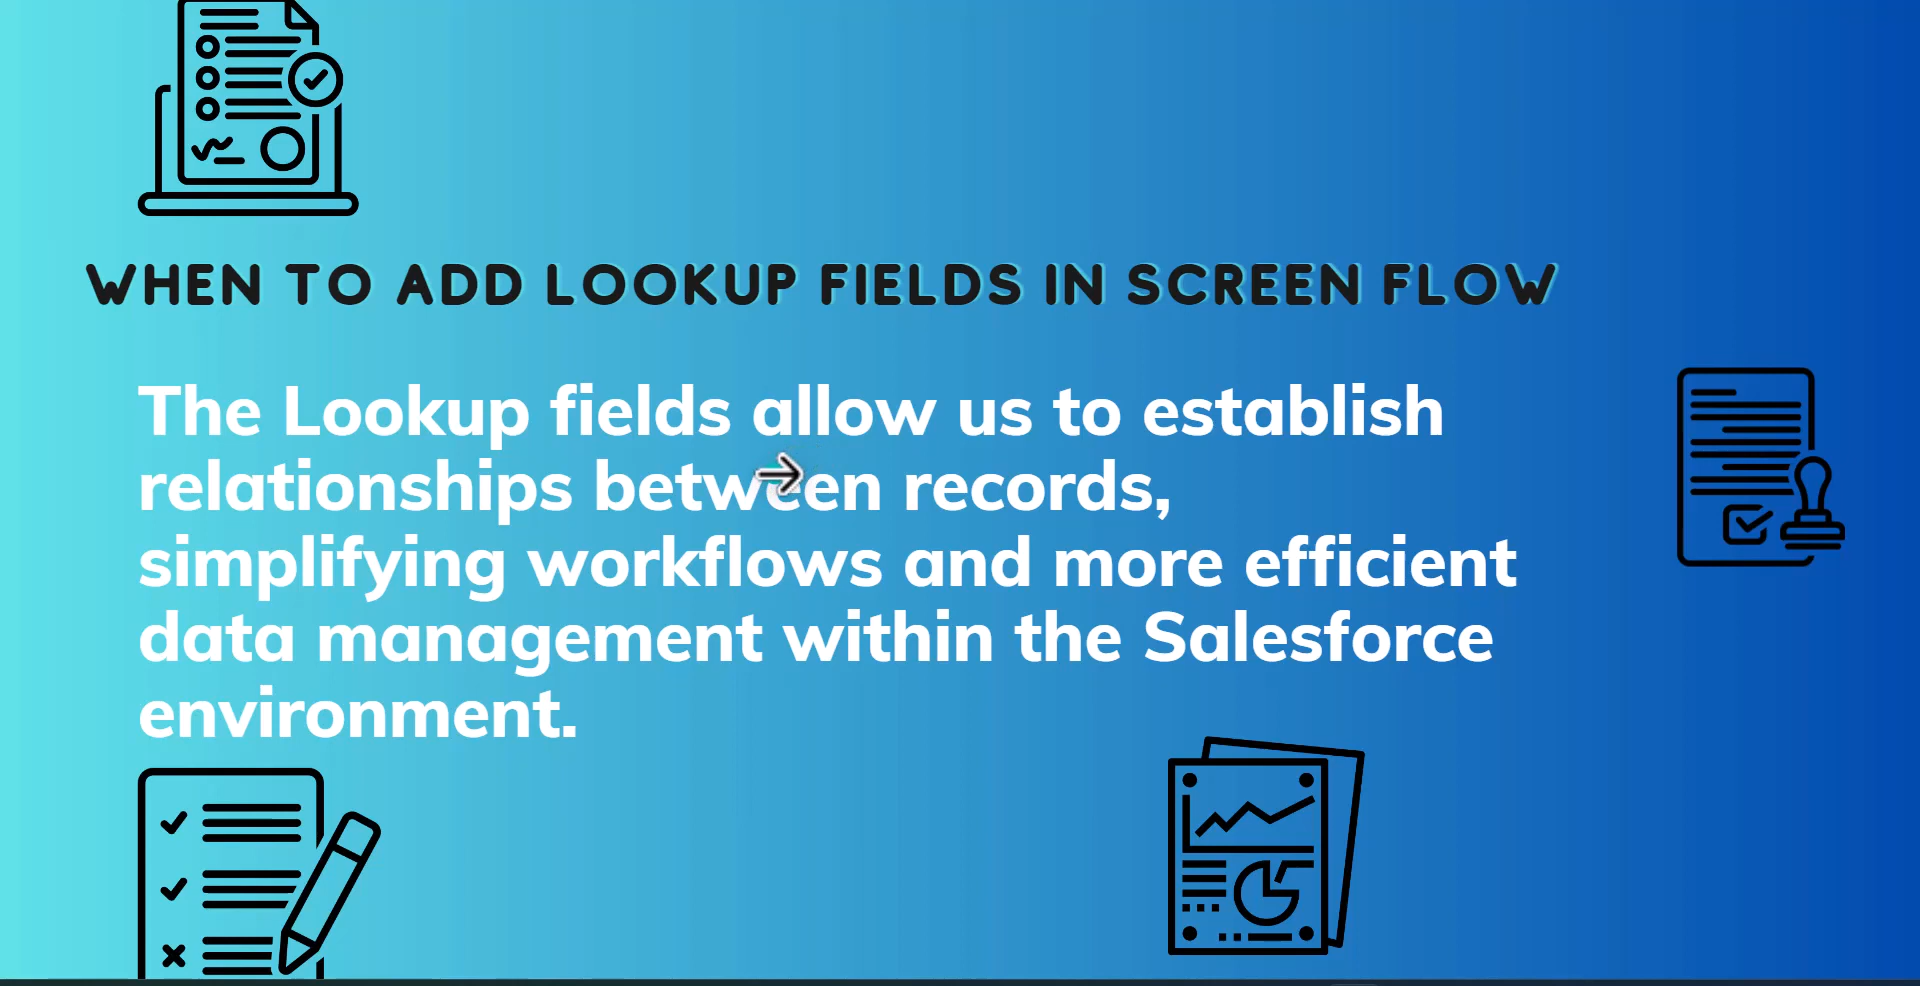 WHEN TO ADD LOOKUP FIELDS IN SCREEN FLOW
The Lookup fields allow us to establish
relationships between records,
simplifying workflows and more efficient
data management within the Salesforce
environment.